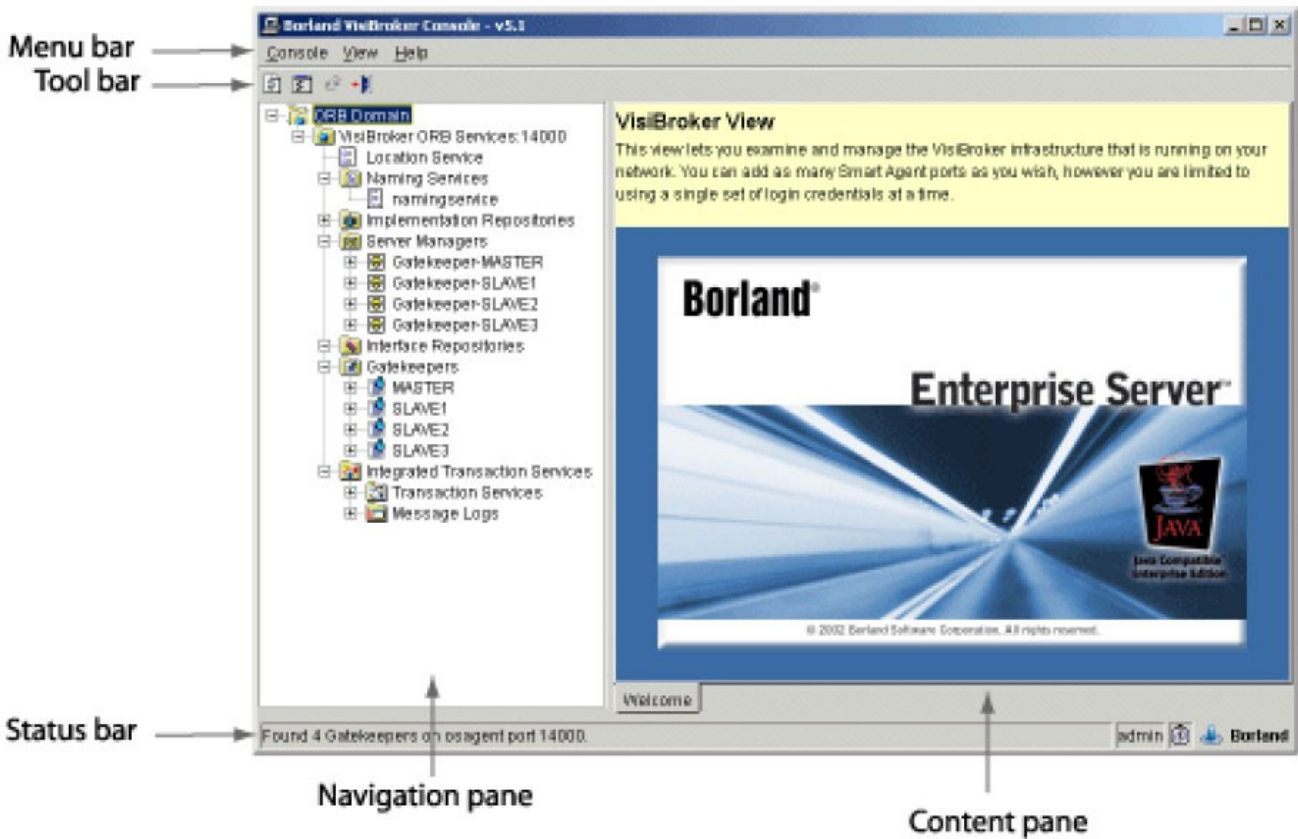 Borland VisiBroker Console - v5.1
Menu bar
Console View Help
Tool bar
ORB Domain
VisiBroker ORB Services:14000
Location Service
Naming Services
namingservice
Implementation Repositories
Server Managers
Gatekeeper-MASTER
Gatekeeper-SLAVE1
Gatekeeper-SLAVE2
Gatekeeper-SLAVE3
Interface Repositories
Gatekeepers
MASTER
SLAVE1
SLAVE2
SLAVE3
Integrated Transaction Services
Transaction Services
Message Logs
VisiBroker View
This view lets you examine and manage the VisiBroker infrastructure that is running on your
network. You can add as many Smart Agent ports as you wish, however you are limited to
using a single set of login credentials at a time.
Borland®
Enterprise Server™
JAVA
Java Compatible™
Enterprise Edition
© 2002 Borland Software Corporation. All rights reserved.
Welcome
Status bar
Found 4 Gatekeepers on osagent port 14000.
admin
Borland
Navigation pane
Content pane